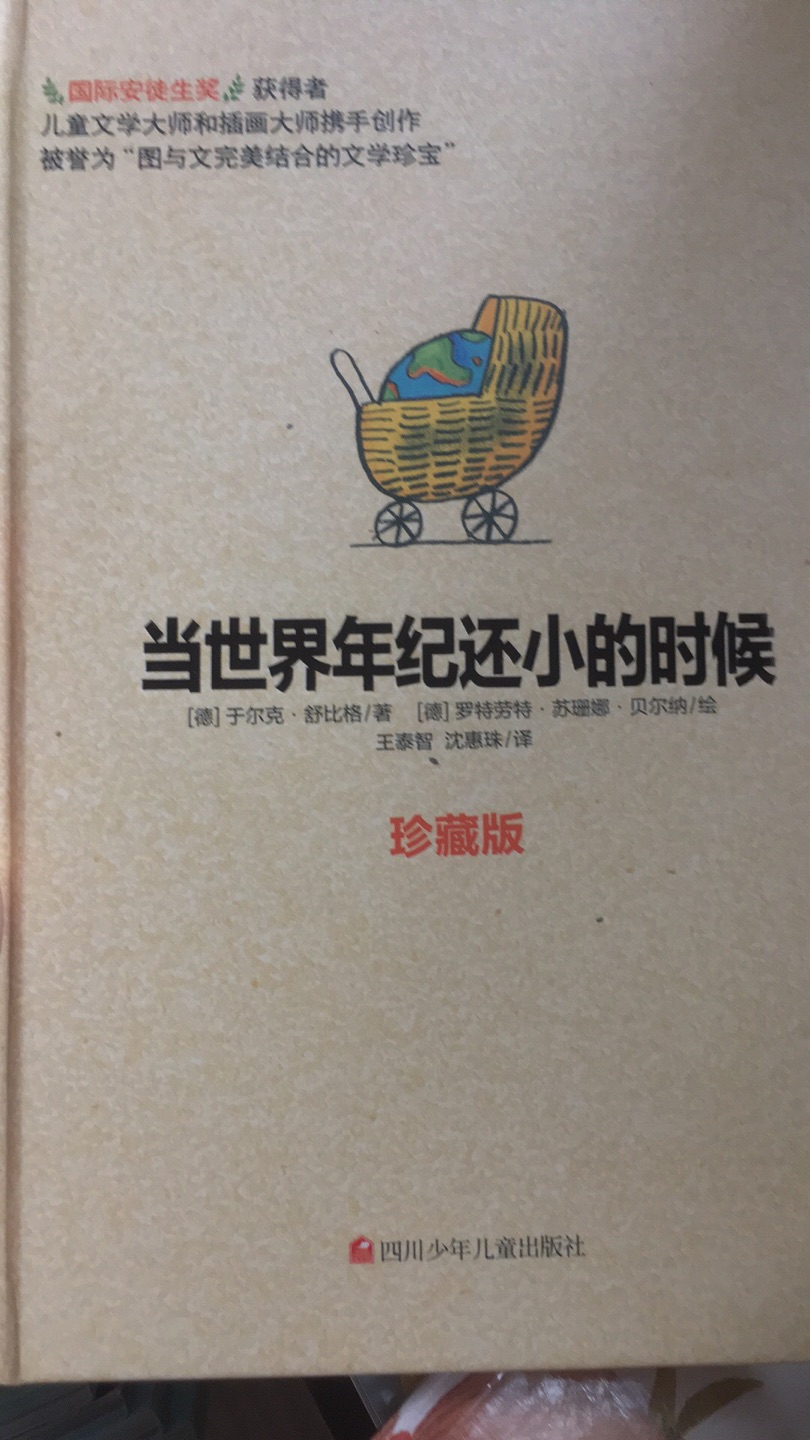 国际安徒生奖 获得者
儿童文学大师和插画大师携手创作
被誉为“图与文完美结合的文学珍宝”
当世界年纪还小的时候
[德] 于尔克·舒比格/著 [德] 罗特劳特·苏珊娜·贝尔纳/绘
王泰智 沈惠珠/译
珍藏版
四川少年儿童出版社